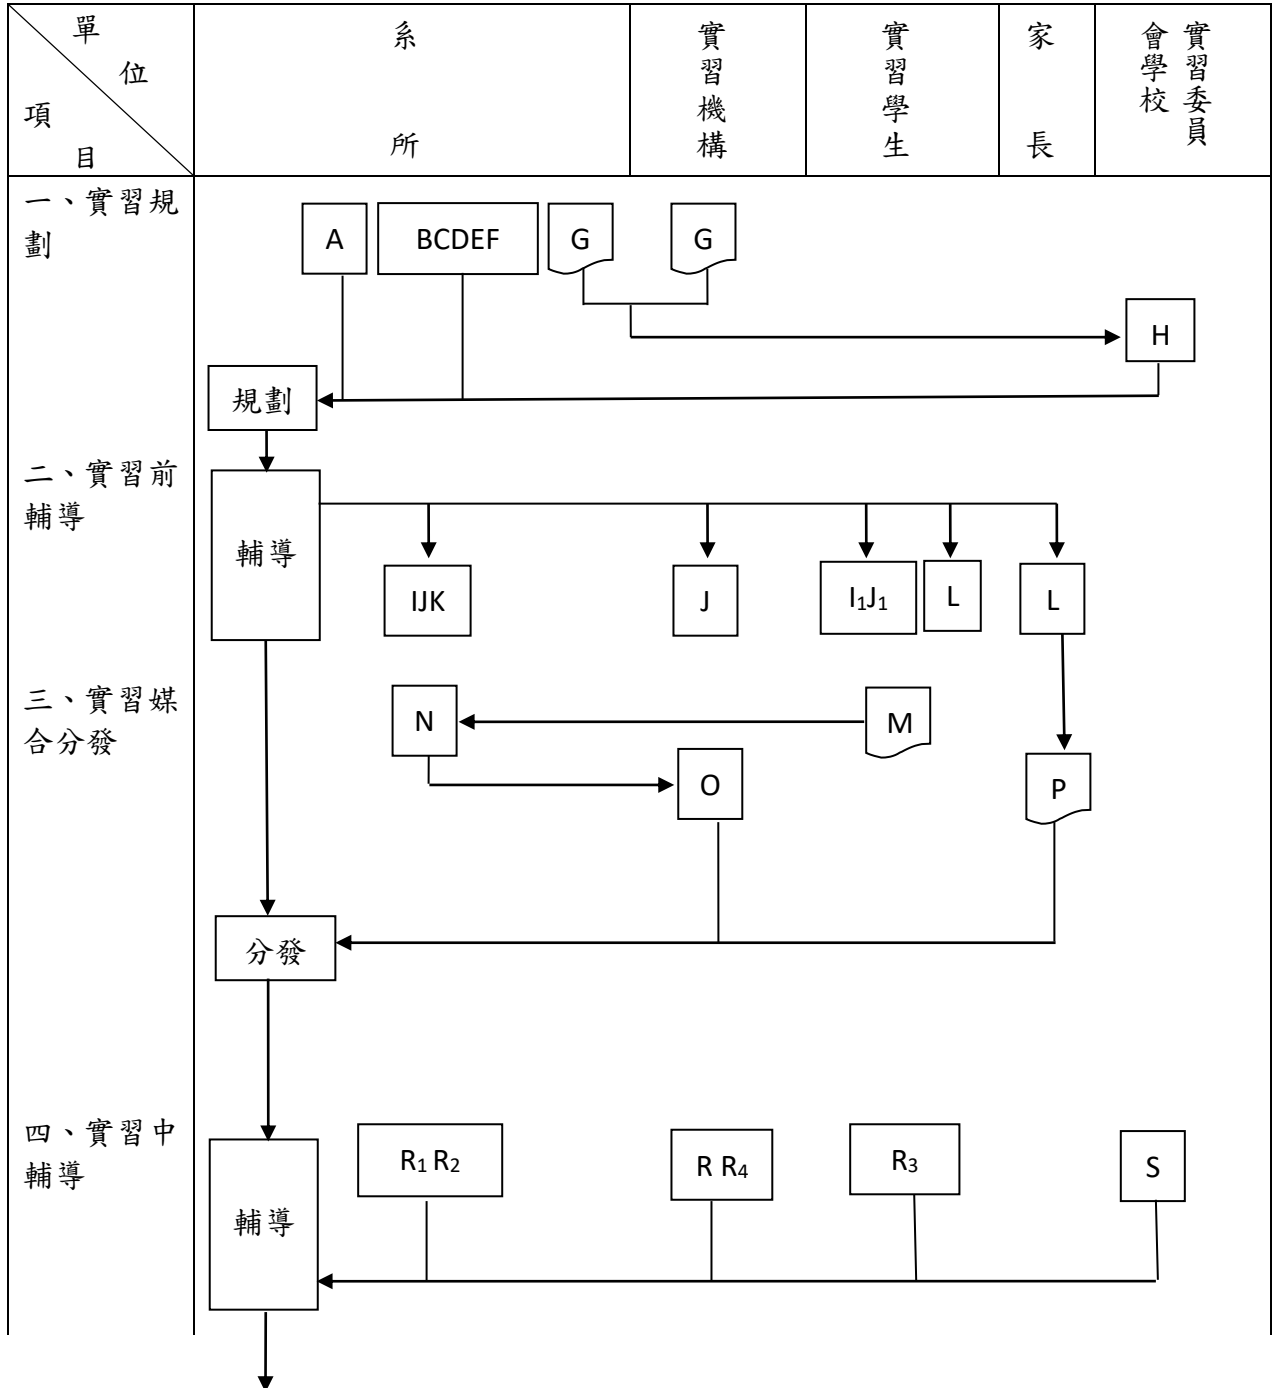 單
位
項
目
系
所
實習機構
實習學生
家
長
實習委員
會學校
一、實習規
劃
A
BCDEF
G
G
H
規劃
二、實習前
輔導
輔導
IJK
J
I₁J₁
L
L
三、實習媒
合分發
N
M
O
P
分發
四、實習中
輔導
輔導
R₁ R₂
R R₄
R₃
S